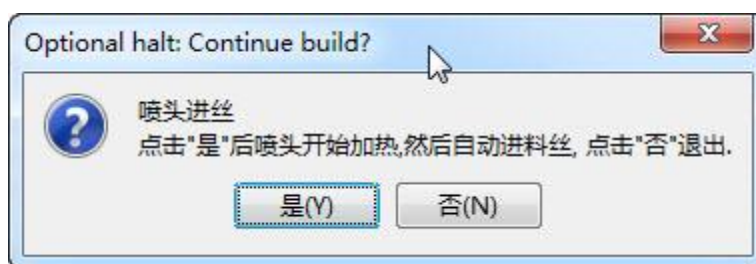 Optional halt: Continue build?
喷头进丝
点击"是"后喷头开始加热,然后自动进料丝, 点击"否"退出.
是(Y)
否(N)